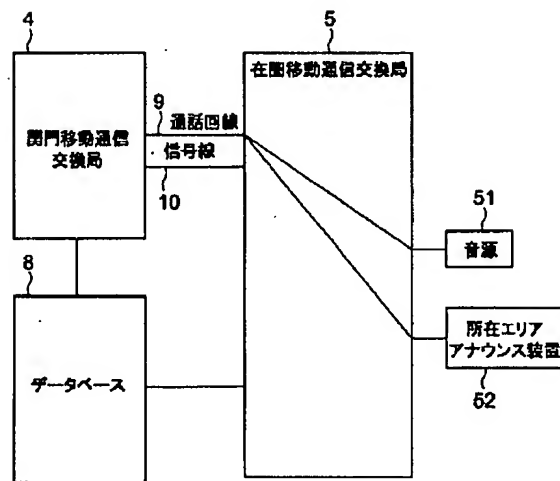 4
5
関門移動通信
交換局
在圏移動通信交換局
9
通話回線
信号線
10
51
音源
8
データベース
所在エリア
アナウンス装置
52